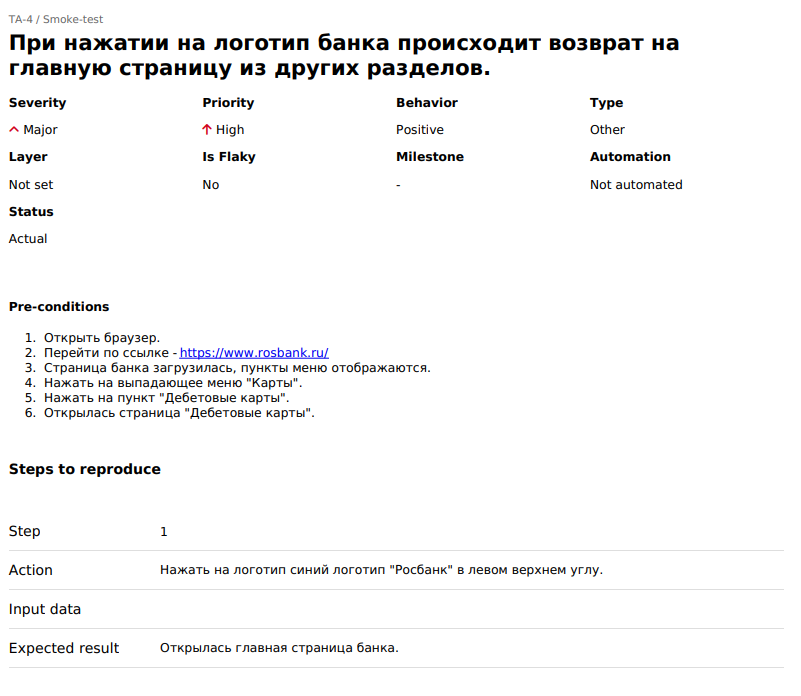 TA-4 / Smoke-test
При нажатии на логотип банка происходит возврат на
главную страницу из других разделов.
Severity Priority Behavior Type
Major High Positive Other
Layer Is Flaky Milestone Automation
Not set No - Not automated
Status
Actual
Pre-conditions
1. Открыть браузер.
2. Перейти по ссылке - https://www.rosbank.ru/
3. Страница банка загрузилась, пункты меню отображаются.
4. Нажать на выпадающее меню "Карты".
5. Нажать на пункт "Дебетовые карты".
6. Открылась страница "Дебетовые карты".
Steps to reproduce
Step 1
Action Нажать на логотип синий логотип "Росбанк" в левом верхнем углу.
Input data
Expected result Открылась главная страница банка.